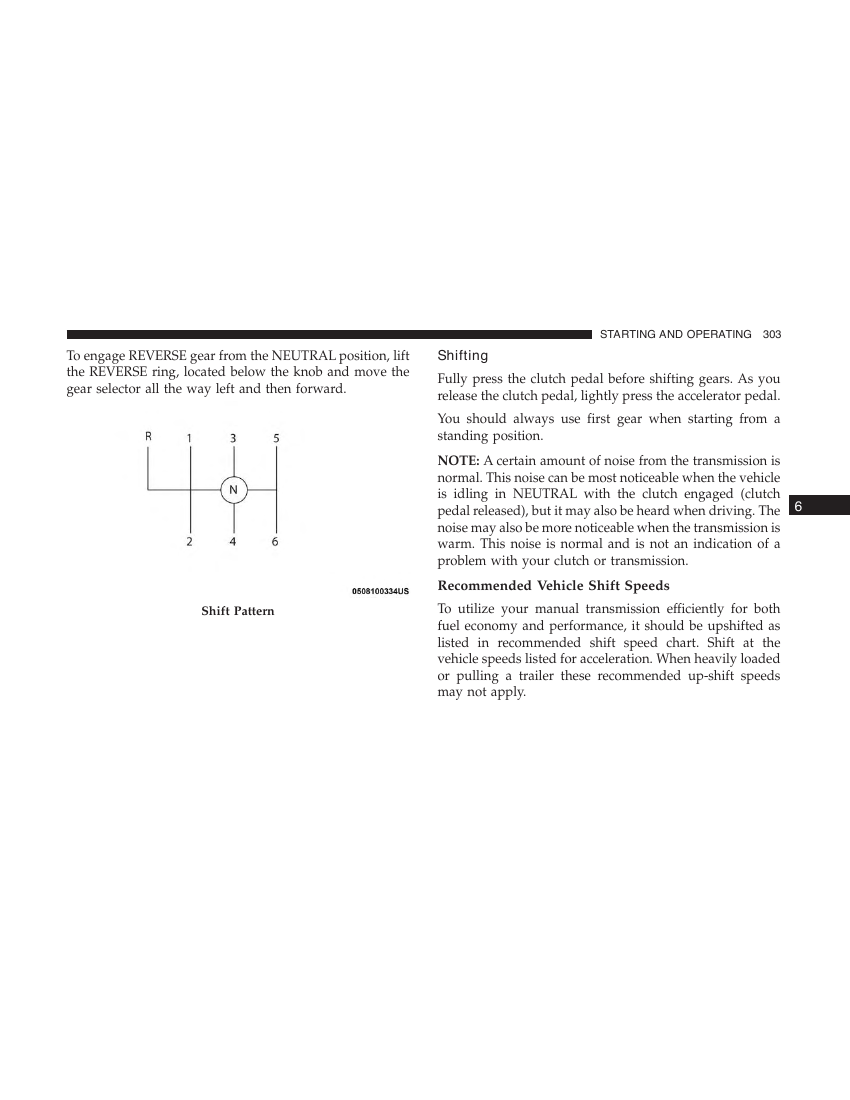 STARTING AND OPERATING 303
To engage REVERSE gear from the NEUTRAL position, lift
the REVERSE ring, located below the knob and move the
gear selector all the way left and then forward.
R 1 3 5
N
2 4 6
0508100334US
Shift Pattern
Shifting
Fully press the clutch pedal before shifting gears. As you
release the clutch pedal, lightly press the accelerator pedal.
You should always use first gear when starting from a
standing position.
NOTE: A certain amount of noise from the transmission is
normal. This noise can be most noticeable when the vehicle
is idling in NEUTRAL with the clutch engaged (clutch
pedal released), but it may also be heard when driving. The
noise may also be more noticeable when the transmission is
warm. This noise is normal and is not an indication of a
problem with your clutch or transmission.
Recommended Vehicle Shift Speeds
To utilize your manual transmission efficiently for both
fuel economy and performance, it should be upshifted as
listed in recommended shift speed chart. Shift at the
vehicle speeds listed for acceleration. When heavily loaded
or pulling a trailer these recommended up-shift speeds
may not apply.
6